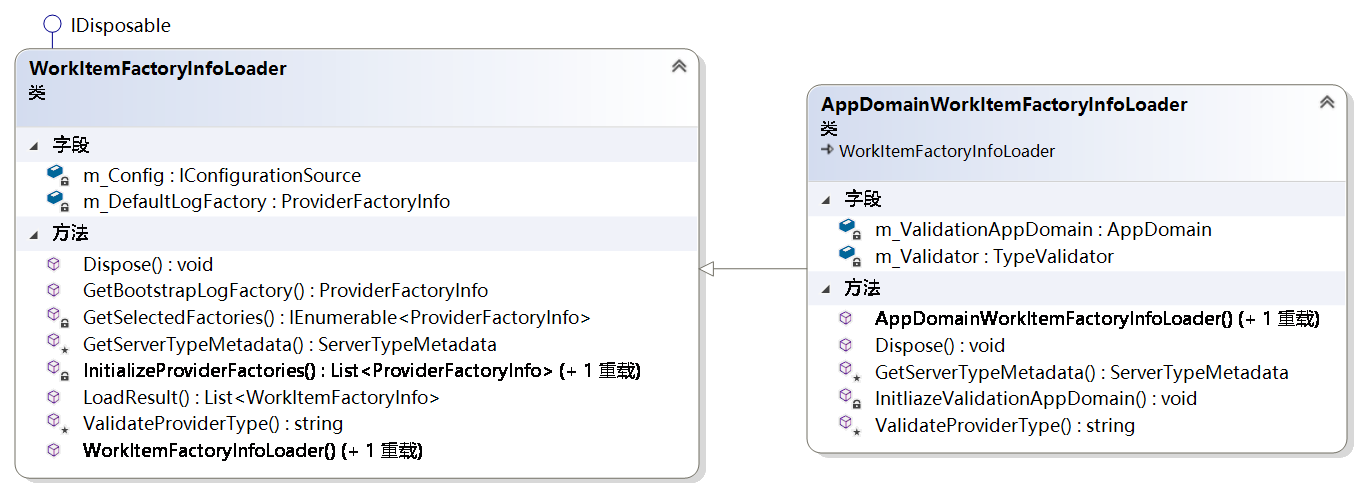 IDisposable
WorkItemFactoryInfoLoader
类
字段
m_Config : IConfigurationSource
m_DefaultLogFactory : ProviderFactoryInfo
方法
Dispose() : void
GetBootstrapLogFactory() : ProviderFactoryInfo
GetSelectedFactories() : IEnumerable<ProviderFactoryInfo>
GetServerTypeMetadata() : ServerTypeMetadata
InitializeProviderFactories() : List<ProviderFactoryInfo> (+ 1 重载)
LoadResult() : List<WorkItemFactoryInfo>
ValidateProviderType() : string
WorkItemFactoryInfoLoader() (+ 1 重载)
AppDomainWorkItemFactoryInfoLoader
类
WorkItemFactoryInfoLoader
字段
m_ValidationAppDomain : AppDomain
m_Validator : TypeValidator
方法
AppDomainWorkItemFactoryInfoLoader() (+ 1 重载)
Dispose() : void
GetServerTypeMetadata() : ServerTypeMetadata
InitliazeValidationAppDomain() : void
ValidateProviderType() : string